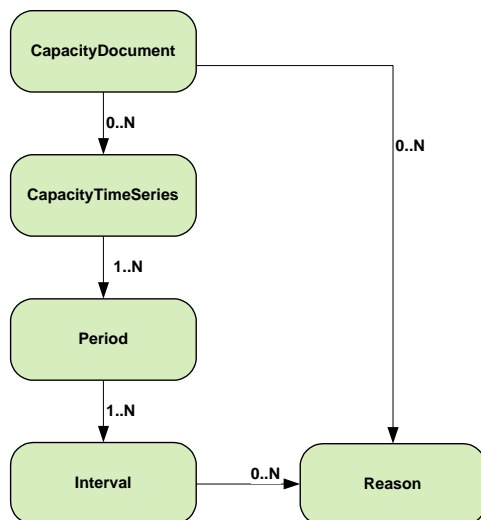 CapacityDocument
0..N
0..N
CapacityTimeSeries
1..N
Period
1..N
Interval
0..N
Reason